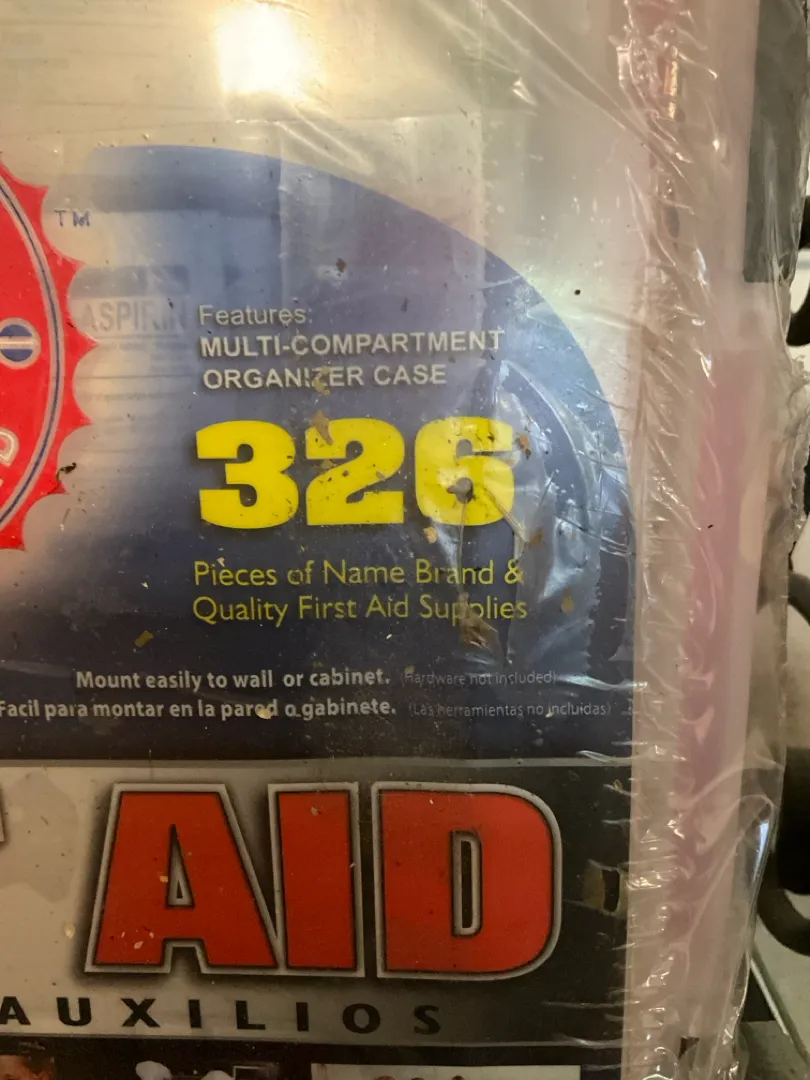 TM
ASPIRIN
Features:
MULTI-COMPARTMENT
ORGANIZER CASE
326
Pieces of Name Brand &
Quality First Aid Supplies
Mount easily to wall or cabinet. (Hardware not included)
Facil para montar en la pared o gabinete. (Las herramientas no incluidas)
AID
AUXILIOS